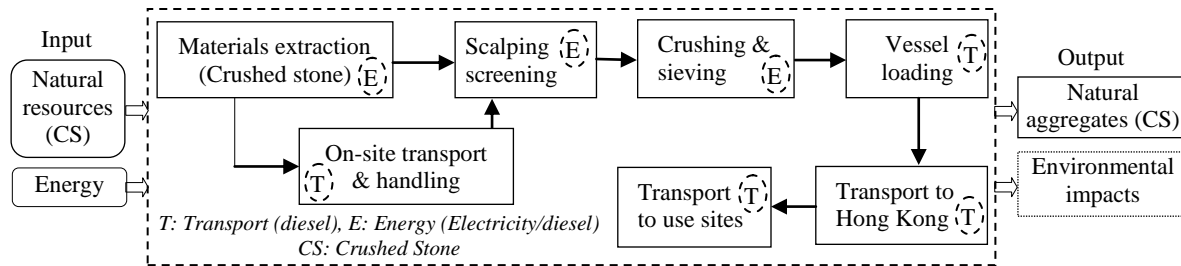 Input
Natural
resources
(CS)
Energy
Materials extraction
(Crushed stone) E
Scalping
screening E
Crushing &
sieving E
Vessel
loading T
On-site transport
T & handling
Transport T
to use sites
Transport to
Hong Kong T
T: Transport (diesel), E: Energy (Electricity/diesel)
CS: Crushed Stone
Output
Natural
aggregates (CS)
Environmental
impacts